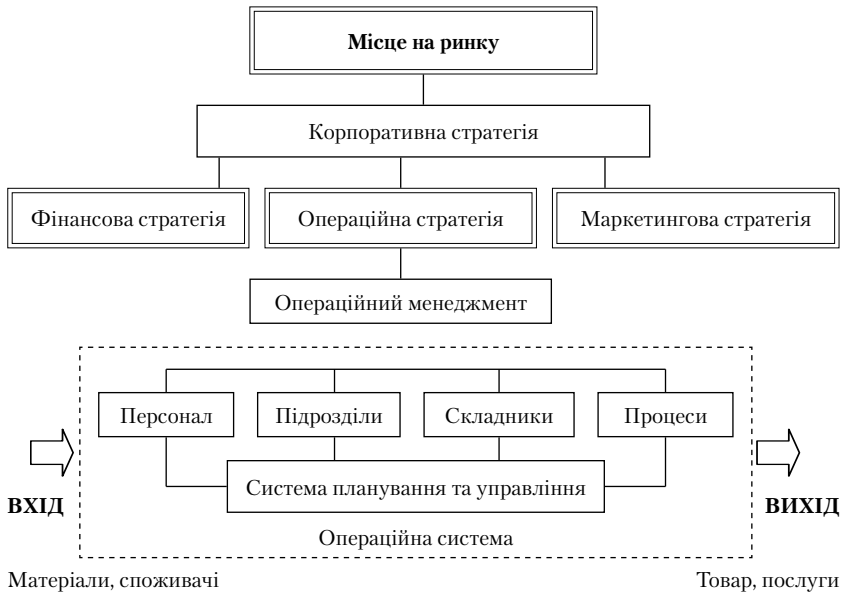 Місце на ринку
Корпоративна стратегія
Фінансова стратегія
Операційна стратегія
Маркетингова стратегія
Операційний менеджмент
Персонал
Підрозділи
Складники
Процеси
Система планування та управління
ВХІД
ВИХІД
Операційна система
Матеріали, споживачі
Товар, послуги